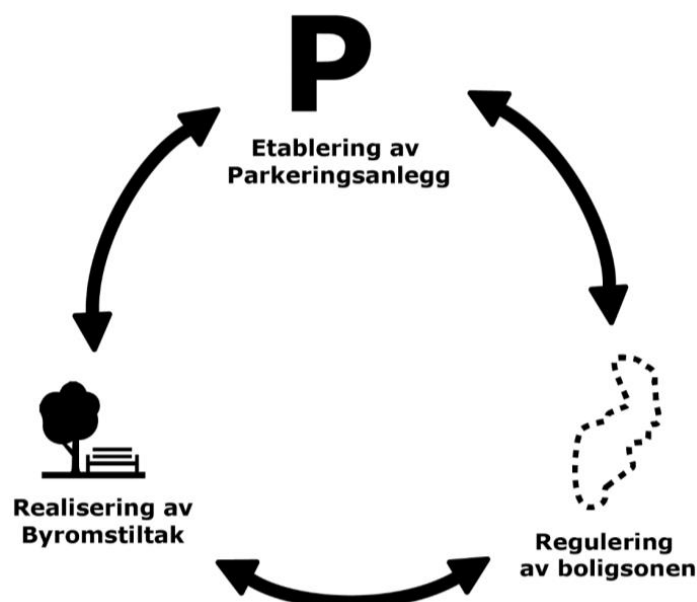 P
Etablering av
Parkeringsanlegg
Realisering av
Byromstiltak
Regulering
av boligsonen